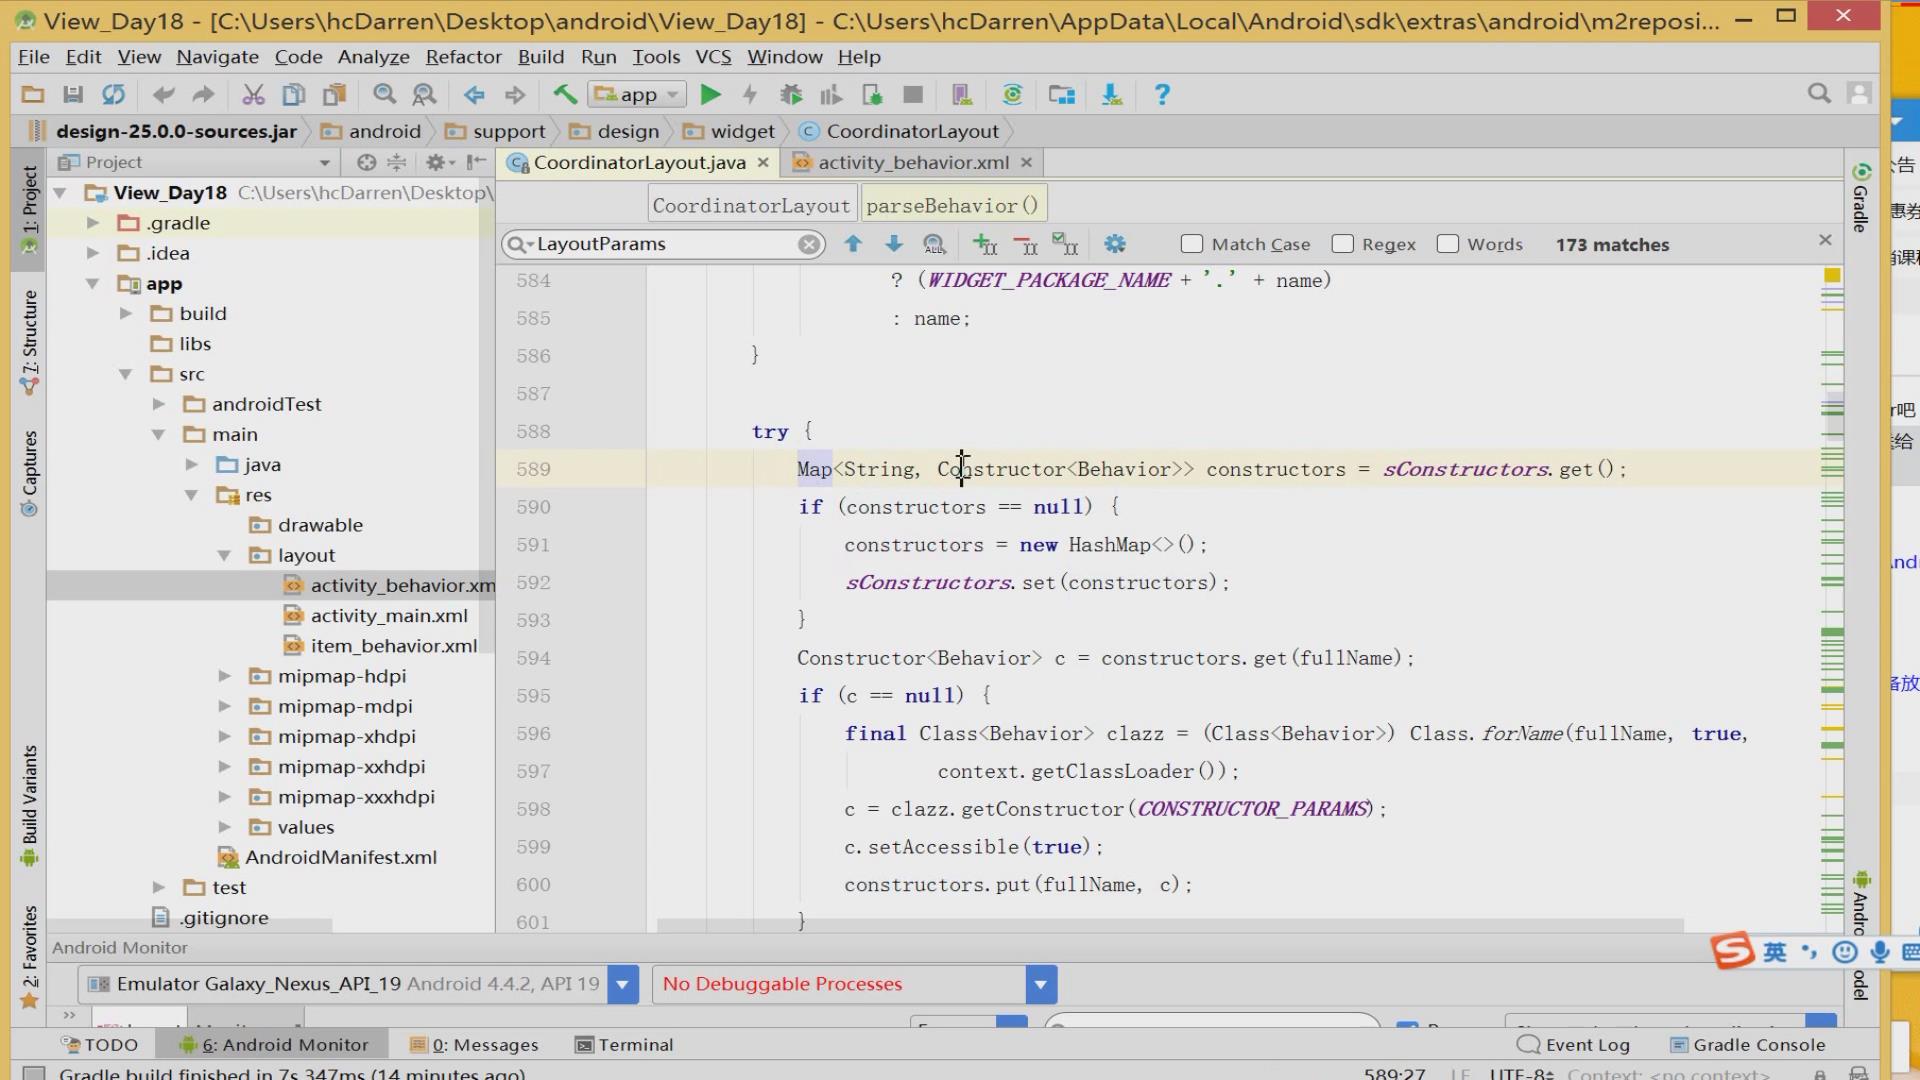 View_Day18 - [C:\Users\hcDarren\Desktop\android\View_Day18] - C:\Users\hcDarren\AppData\Local\Android\sdk\extras\android\m2reposi...
File Edit View Navigate Code Analyze Refactor Build Run Tools VCS Window Help
app
design-25.0.0-sources.jar android support design widget CoordinatorLayout
Project
CoordinatorLayout.java activity_behavior.xml
View_Day18 C:\Users\hcDarren\Desktop\
CoordinatorLayout parseBehavior()
LayoutParams Match Case Regex Words 173 matches
.gradle
.idea
app
build
libs
src
androidTest
main
java
res
drawable
layout
activity_behavior.xm
activity_main.xml
item_behavior.xml
mipmap-hdpi
mipmap-mdpi
mipmap-xhdpi
mipmap-xxhdpi
mipmap-xxxhdpi
values
AndroidManifest.xml
test
.gitignore
584 ? (WIDGET_PACKAGE_NAME + '.' + name)
585 : name;
586 }
587
588 try {
589 Map<String, Constructor<Behavior>> constructors = sConstructors.get();
590 if (constructors == null) {
591 constructors = new HashMap<>();
592 sConstructors.set(constructors);
593 }
594 Constructor<Behavior> c = constructors.get(fullName);
595 if (c == null) {
596 final Class<Behavior> clazz = (Class<Behavior>) Class.forName(fullName, true,
597 context.getClassLoader());
598 c = clazz.getConstructor(CONSTRUCTOR_PARAMS);
599 c.setAccessible(true);
600 constructors.put(fullName, c);
601 }
1: Project
7: Structure
Captures
Build Variants
2: Favorites
Gradle
Andro
odel
英
Android Monitor
Emulator Galaxy_Nexus_API_19 Android 4.4.2, API 19 No Debuggable Processes
TODO 6: Android Monitor 0: Messages Terminal Event Log Gradle Console
Gradle build finished in 7s 347ms (14 minutes ago) 589:27 LF UTF-8 Context: <no context>